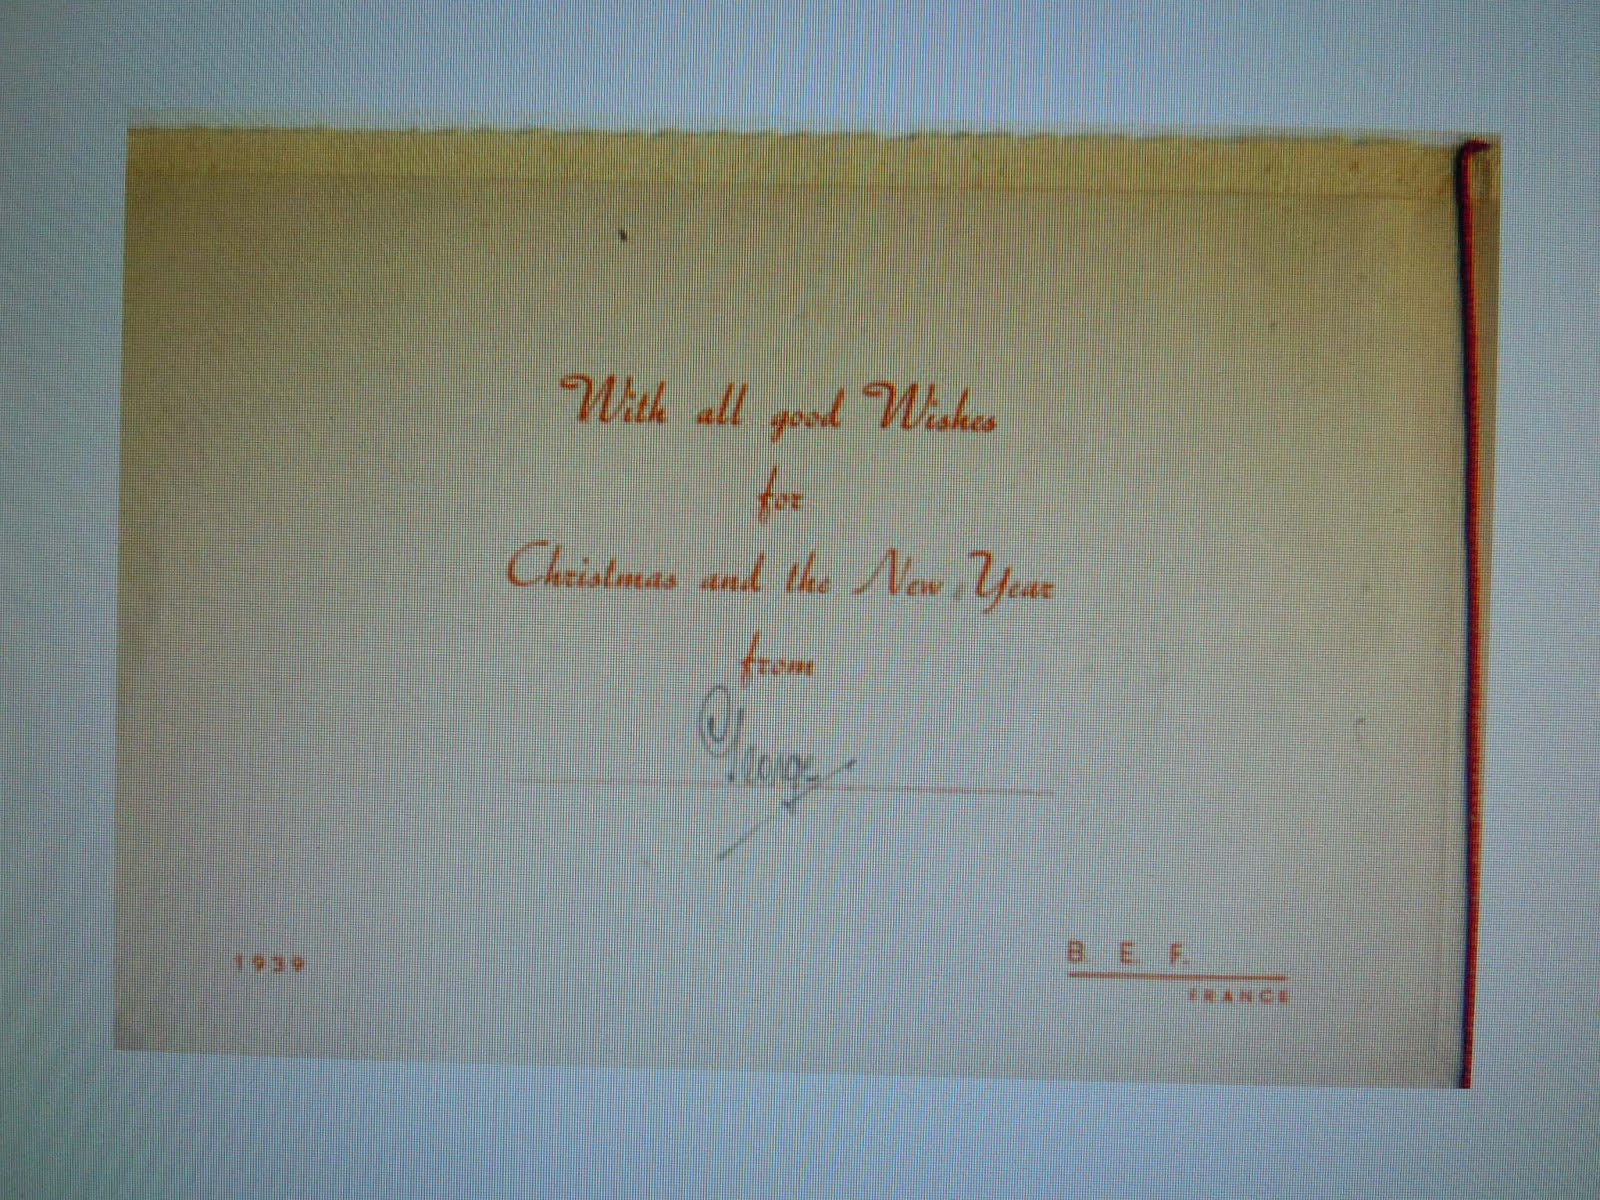 With all good Wishes
for
Christmas and the New Year
from
George
1939
B. E. F.
FRANCE